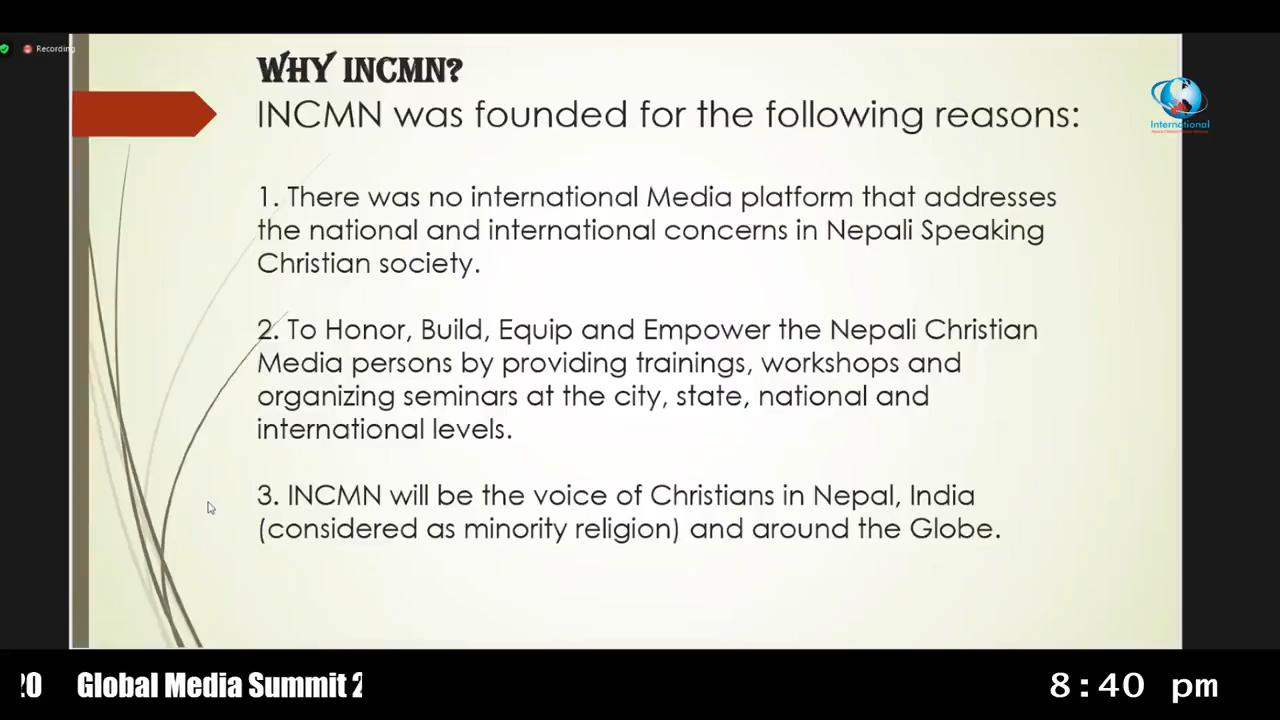 Recording
WHY INCMN?
INCMN was founded for the following reasons:
International
1. There was no international Media platform that addresses
the national and international concerns in Nepali Speaking
Christian society.
2. To Honor, Build, Equip and Empower the Nepali Christian
Media persons by providing trainings, workshops and
organizing seminars at the city, state, national and
international levels.
3. INCMN will be the voice of Christians in Nepal, India
(considered as minority religion) and around the Globe.
20 Global Media Summit 2
8:40 pm